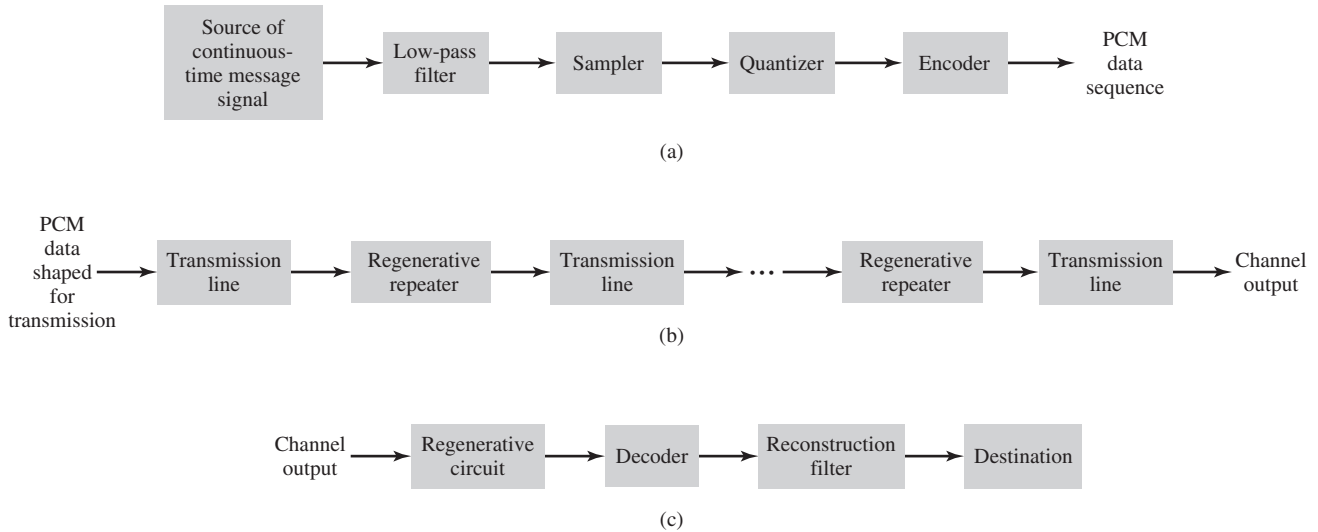 Source of
continuous-
time message
signal
Low-pass
filter
Sampler
Quantizer
Encoder
PCM
data
sequence
(a)
PCM
data
shaped
for
transmission
Transmission
line
Regenerative
repeater
Transmission
line
...
Regenerative
repeater
Transmission
line
Channel
output
(b)
Channel
output
Regenerative
circuit
Decoder
Reconstruction
filter
Destination
(c)